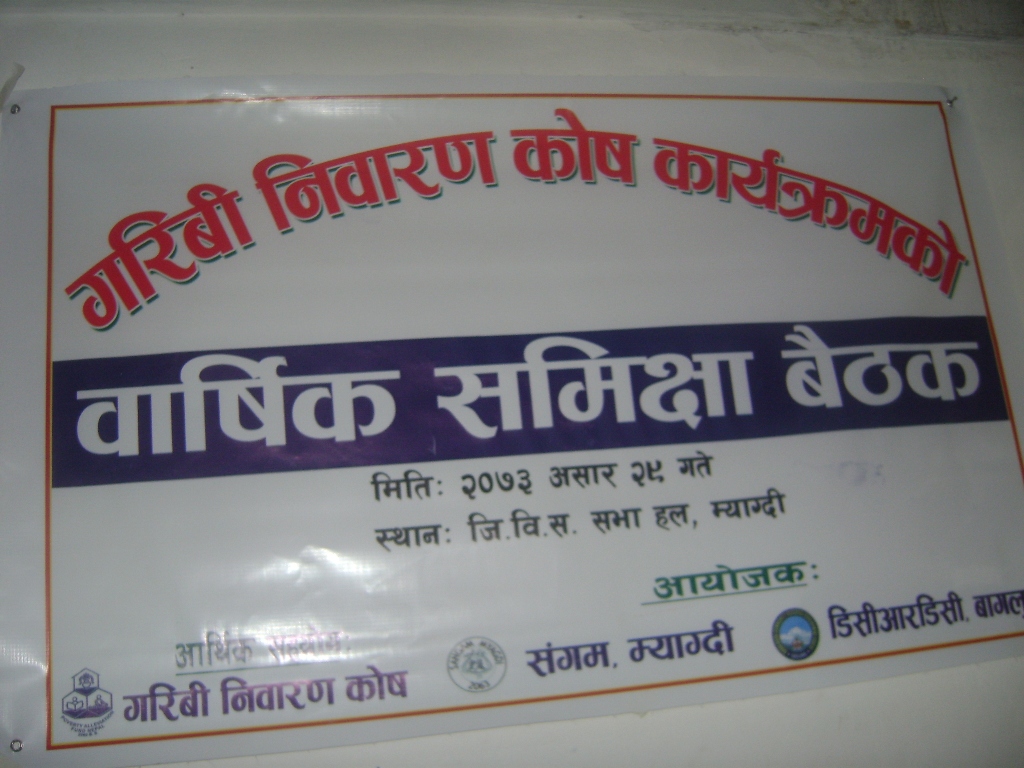 गरिबी निवारण कोष कार्यक्रमको
वार्षिक समिक्षा बैठक
मिति: २०७३ असार २९ गते
स्थान: जि.वि.स. सभा हल, म्याग्दी
आयोजक:
आर्थिक सहयोग:
गरिबी निवारण कोष
संगम, म्याग्दी
डिसीआरडिसी, बागलु